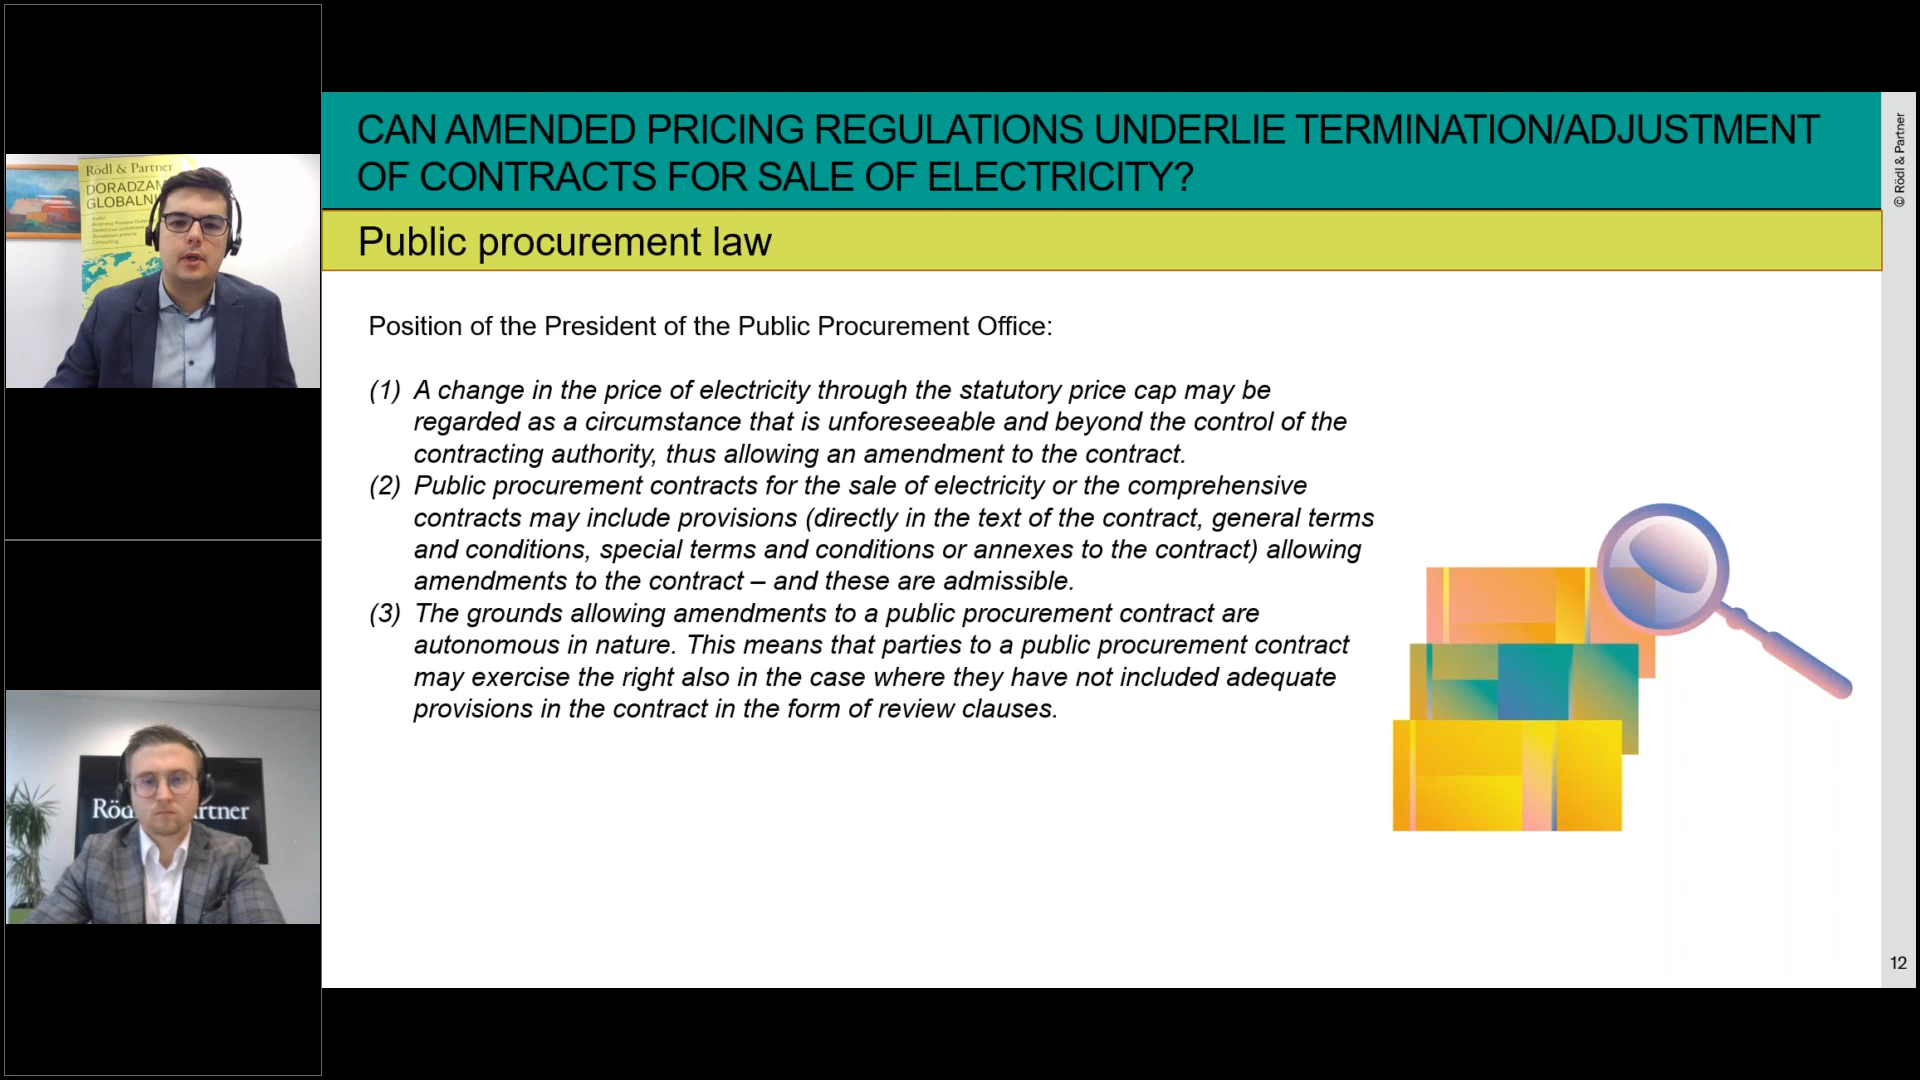 Rödl & Partner
DORADZAM
GLOBALNI
Rödl Partner
CAN AMENDED PRICING REGULATIONS UNDERLIE TERMINATION/ADJUSTMENT
OF CONTRACTS FOR SALE OF ELECTRICITY?
Public procurement law
Position of the President of the Public Procurement Office:
(1) A change in the price of electricity through the statutory price cap may be
regarded as a circumstance that is unforeseeable and beyond the control of the
contracting authority, thus allowing an amendment to the contract.
(2) Public procurement contracts for the sale of electricity or the comprehensive
contracts may include provisions (directly in the text of the contract, general terms
and conditions, special terms and conditions or annexes to the contract) allowing
amendments to the contract – and these are admissible.
(3) The grounds allowing amendments to a public procurement contract are
autonomous in nature. This means that parties to a public procurement contract
may exercise the right also in the case where they have not included adequate
provisions in the contract in the form of review clauses.
© Rödl & Partner
12